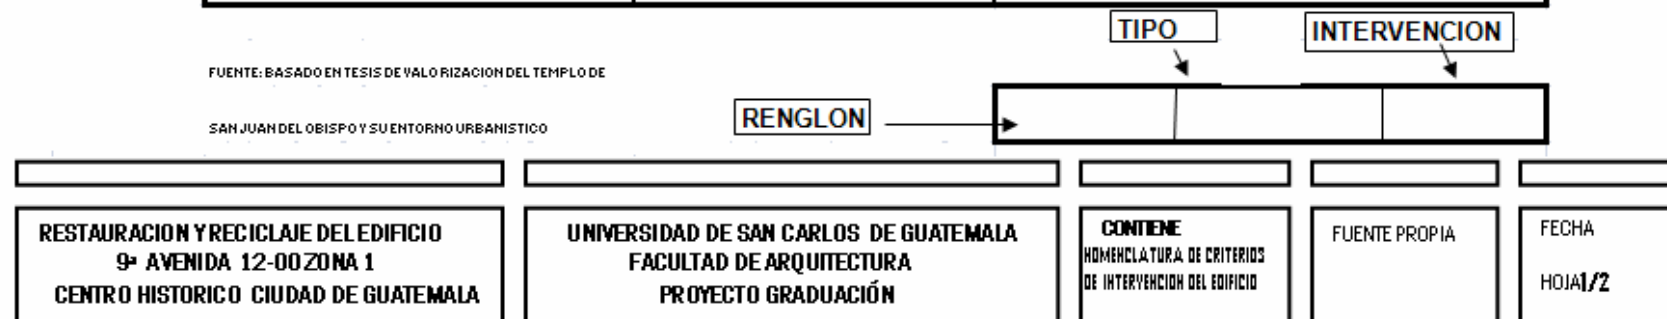 TIPO
INTERVENCION
FUENTE: BASADO EN TESIS DE VALORIZACION DEL TEMPLO DE
RENGLON
SAN JUAN DEL OBISPO Y SU ENTORNO URBANISTICO
RESTAURACION Y RECICLAJE DEL EDIFICIO
9ª AVENIDA 12-00 ZONA 1
CENTRO HISTORICO CIUDAD DE GUATEMALA
UNIVERSIDAD DE SAN CARLOS DE GUATEMALA
FACULTAD DE ARQUITECTURA
PROYECTO GRADUACIÓN
CONTIENE
NOMENCLATURA DE CRITERIOS
DE INTERVENCION DEL EDIFICIO
FUENTE PROPIA
FECHA
HOJA 1/2